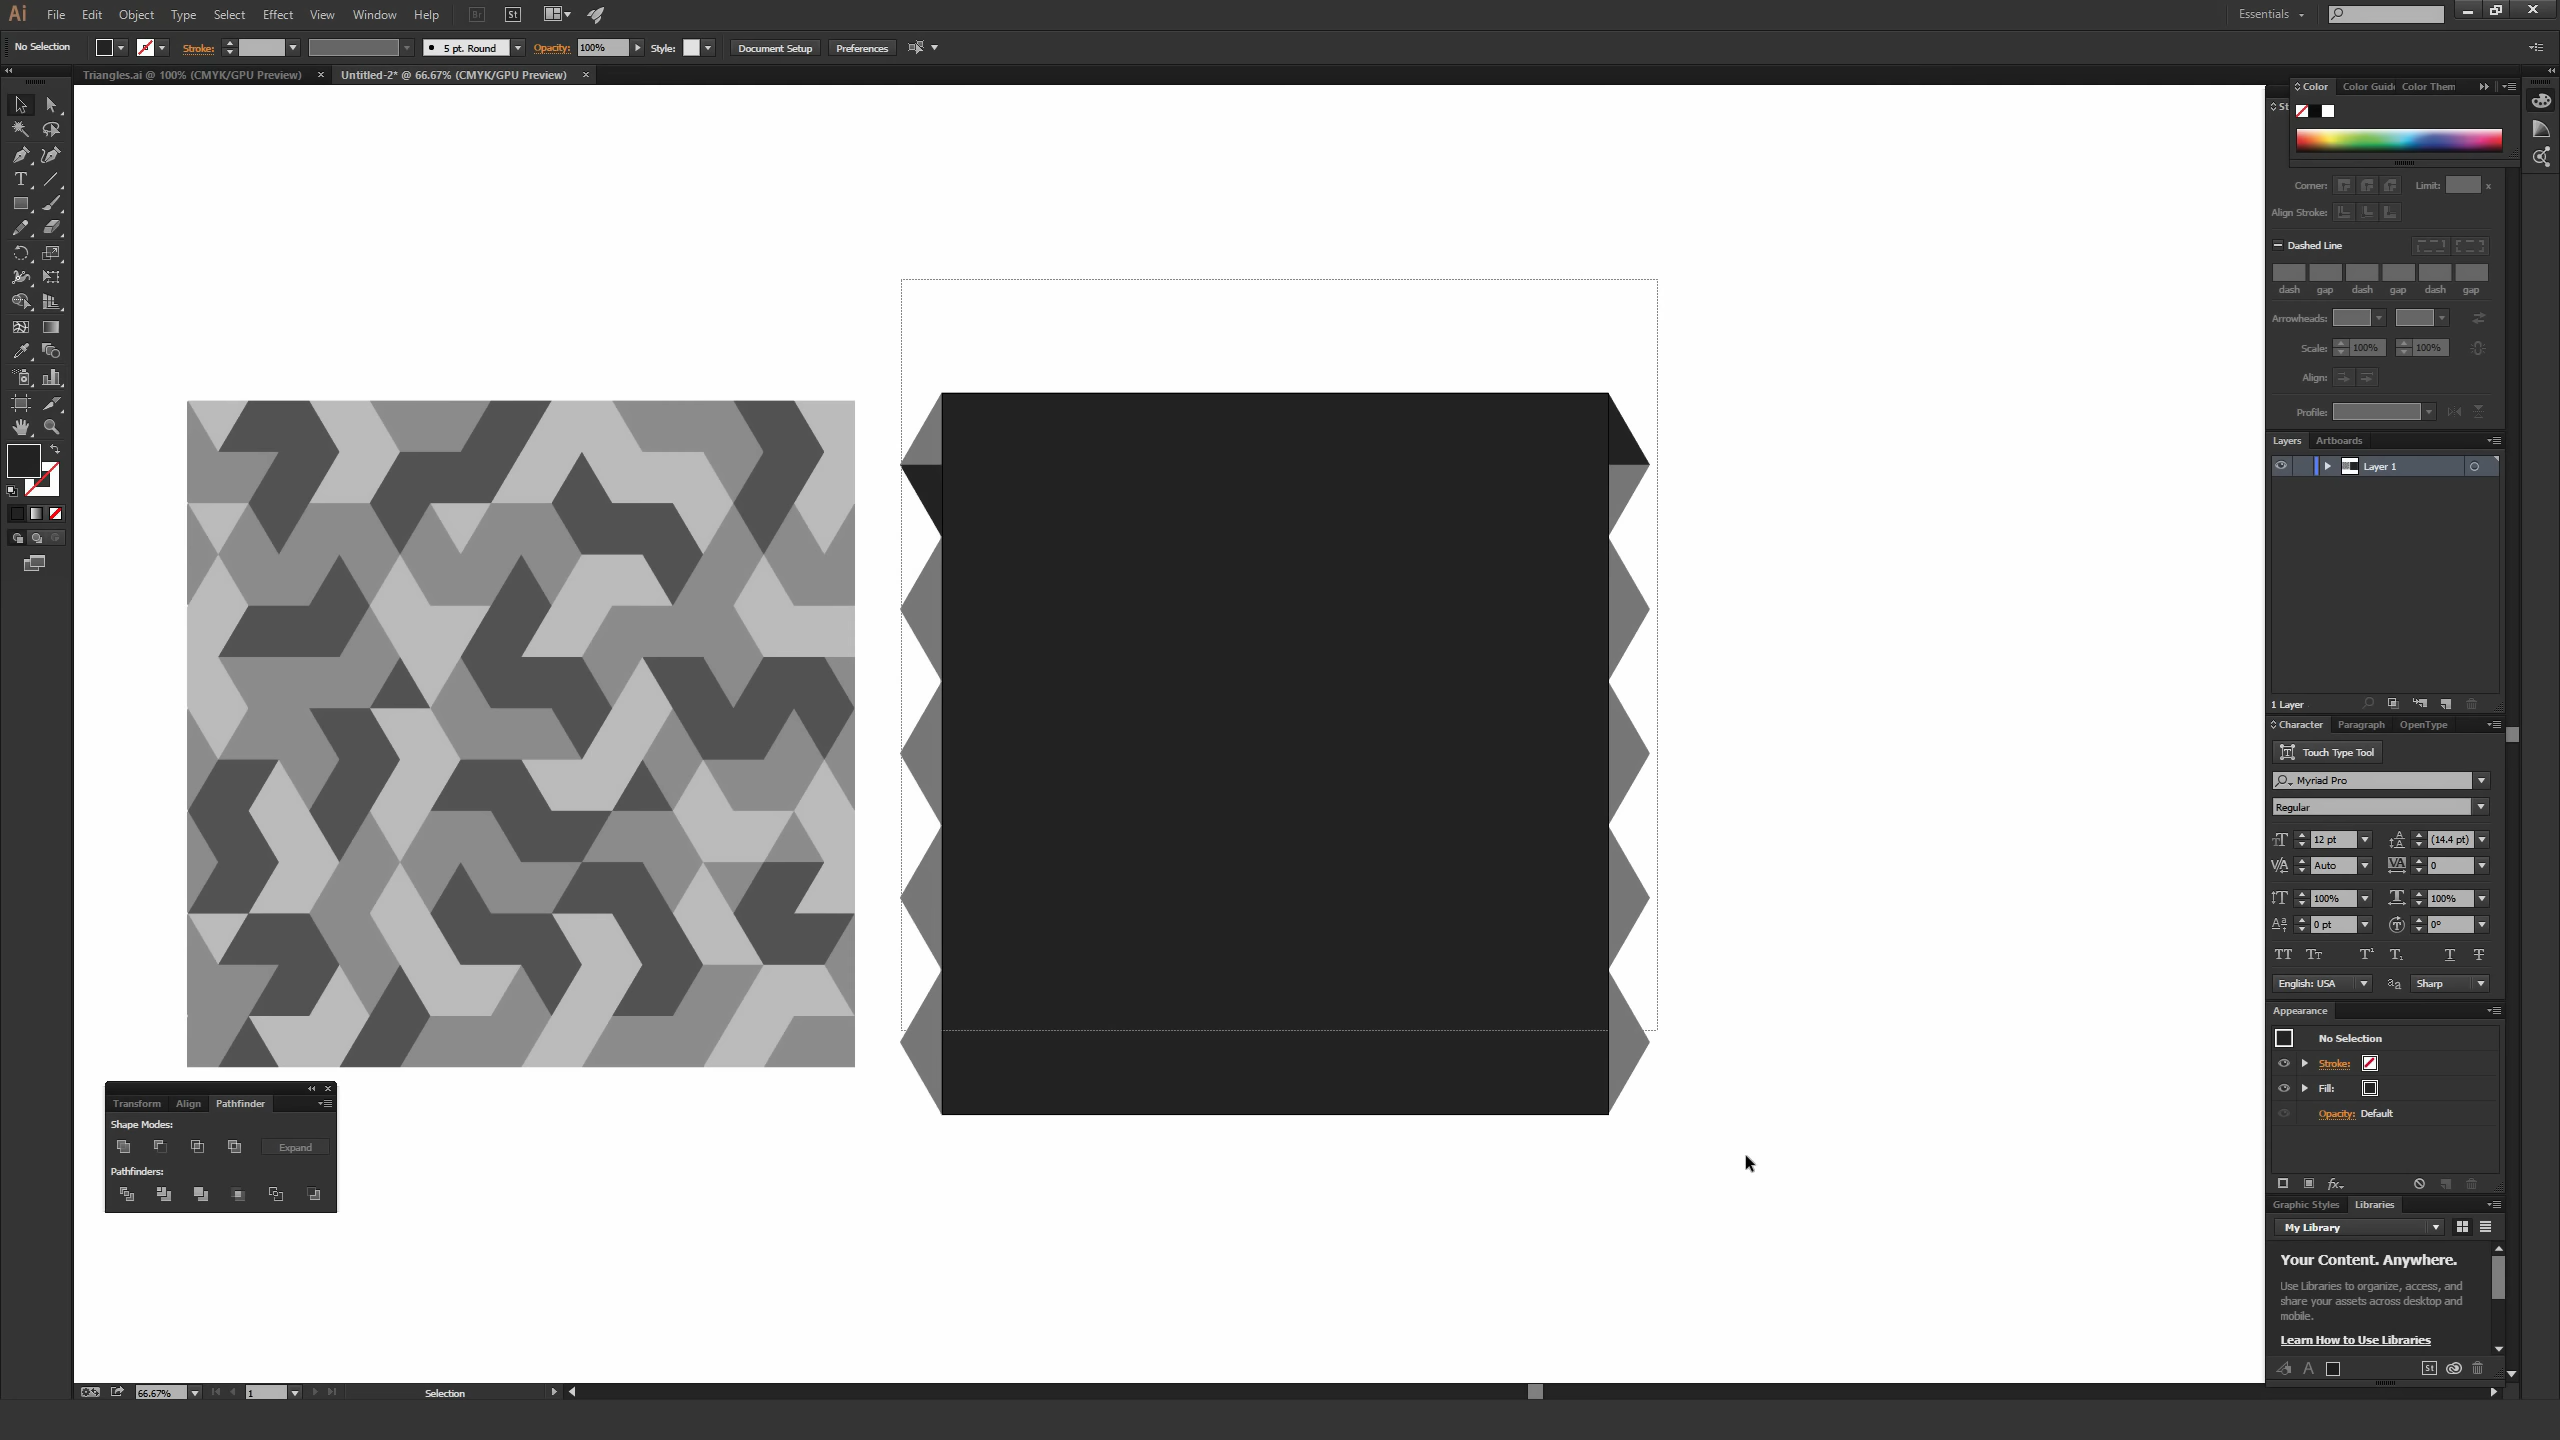 Ai File Edit Object Type Select Effect View Window Help Br St Essentials
No Selection Stroke: 5 pt. Round Opacity: 100% Style: Document Setup Preferences
Triangles.ai @ 100% (CMYK/GPU Preview) × Untitled-2* @ 66.67% (CMYK/GPU Preview) ×
Color Color Guid Color Them
St
Corner: Limit: x
Align Stroke:
Dashed Line
dash gap dash gap dash gap
Arrowheads:
Scale: 100% 100%
Align:
Profile:
Layers Artboards
Layer 1
1 Layer
Character Paragraph OpenType
Touch Type Tool
Myriad Pro
Regular
12 pt (14.4 pt)
Auto 0
100% 100%
0 pt 0°
English: USA Sharp
Appearance
No Selection
Stroke:
Fill:
Opacity: Default
Graphic Styles Libraries
My Library
Your Content. Anywhere.
Use Libraries to organize, access, and
share your assets across desktop and
mobile.
Learn How to Use Libraries
Transform Align Pathfinder
Shape Modes:
Expand
Pathfinders:
66.67% 1 Selection